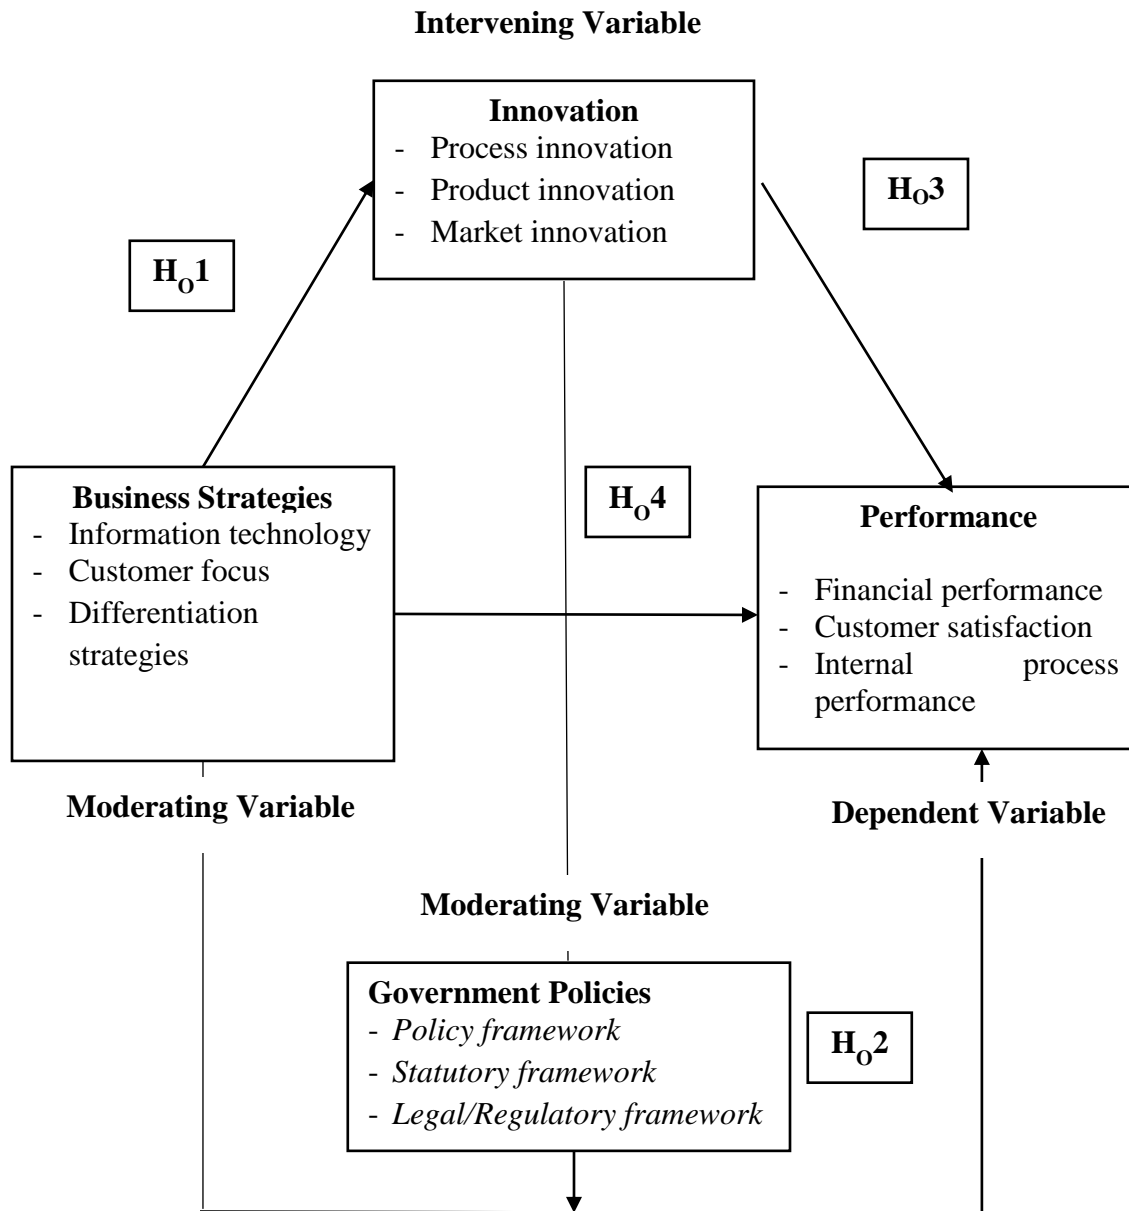 Intervening Variable
Innovation
- Process innovation
- Product innovation
- Market innovation
HO3
HO1
Business Strategies
- Information technology
- Customer focus
- Differentiation
strategies
HO4
Performance
- Financial performance
- Customer satisfaction
- Internal process
performance
Moderating Variable
Dependent Variable
Moderating Variable
Government Policies
- Policy framework
- Statutory framework
- Legal/Regulatory framework
HO2